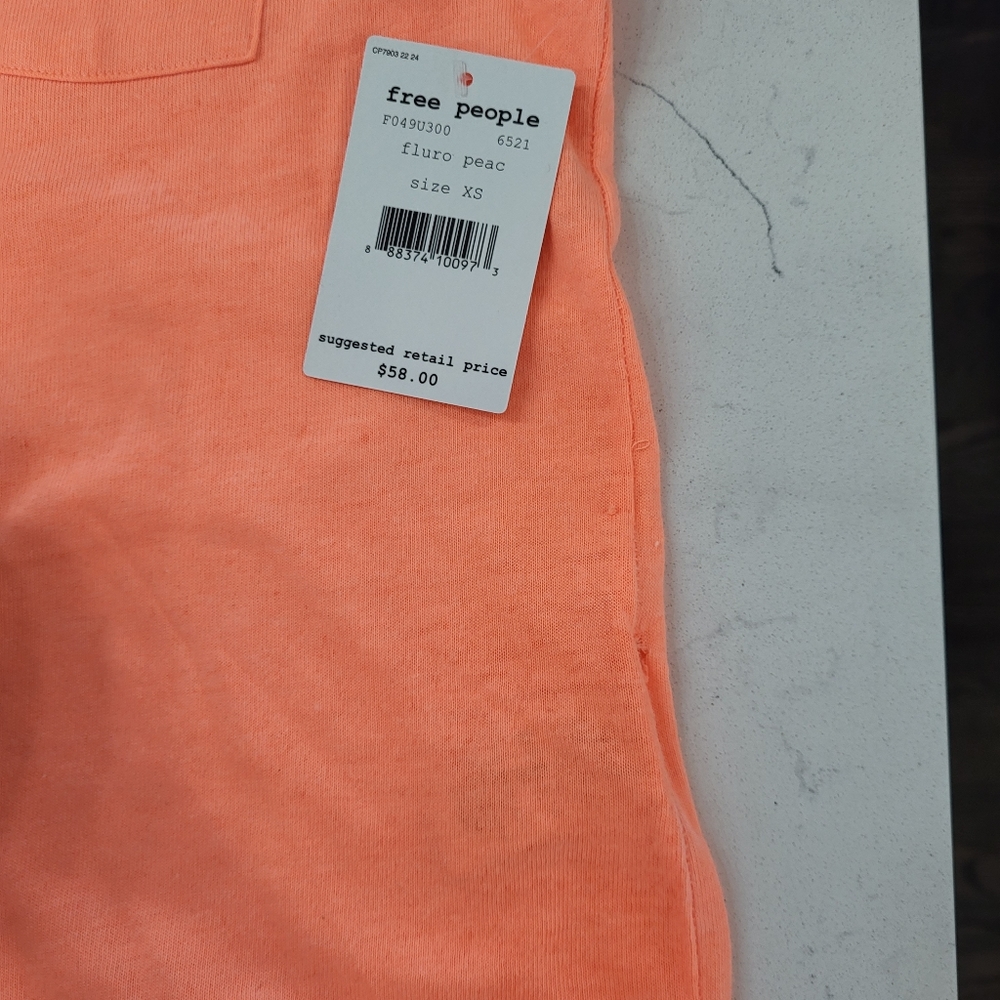 CP7903 22 24
free people
F049U300 6521
fluro peac
size XS
8 88374 10097 3
suggested retail price
$58.00